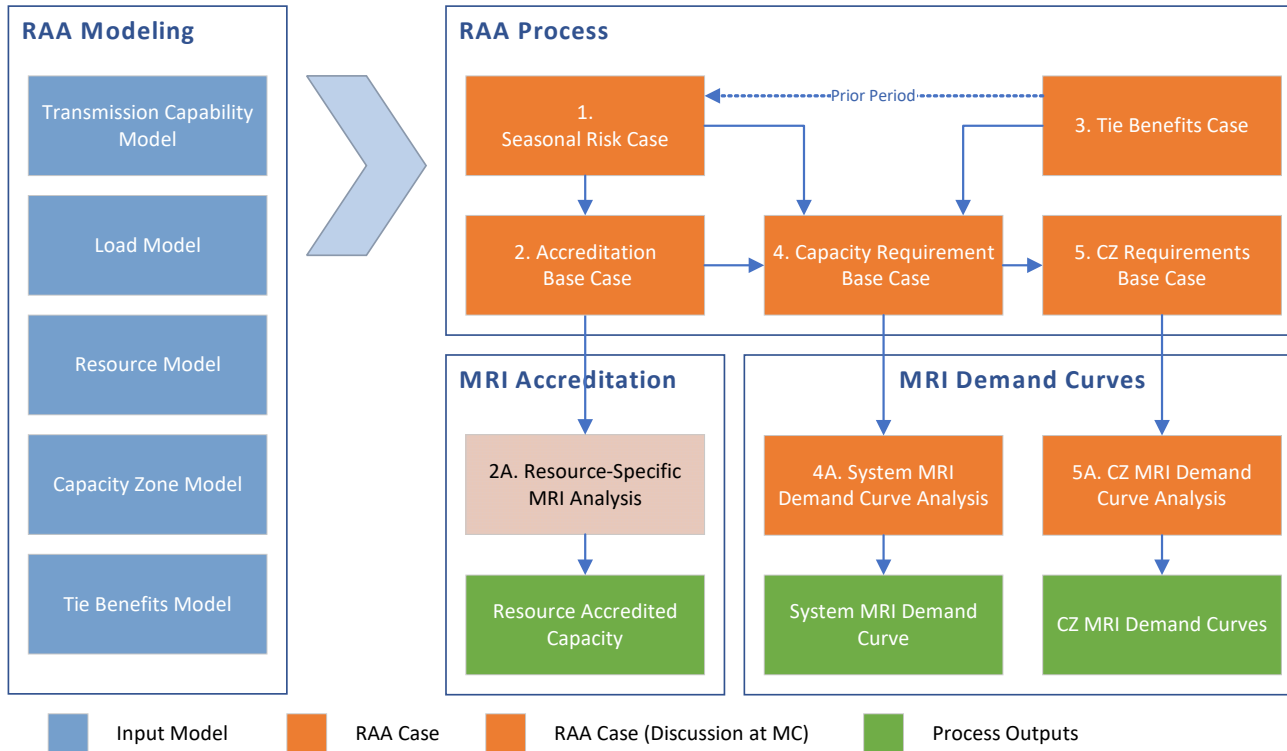 RAA Modeling
Transmission Capability
Model
Load Model
Resource Model
Capacity Zone Model
Tie Benefits Model
RAA Process
1.
Seasonal Risk Case
Prior Period
3. Tie Benefits Case
2. Accreditation
Base Case
4. Capacity Requirement
Base Case
5. CZ Requirements
Base Case
MRI Accreditation
2A. Resource-Specific
MRI Analysis
Resource Accredited
Capacity
MRI Demand Curves
4A. System MRI
Demand Curve Analysis
5A. CZ MRI Demand
Curve Analysis
System MRI Demand
Curve
CZ MRI Demand Curves
Input Model
RAA Case
RAA Case (Discussion at MC)
Process Outputs